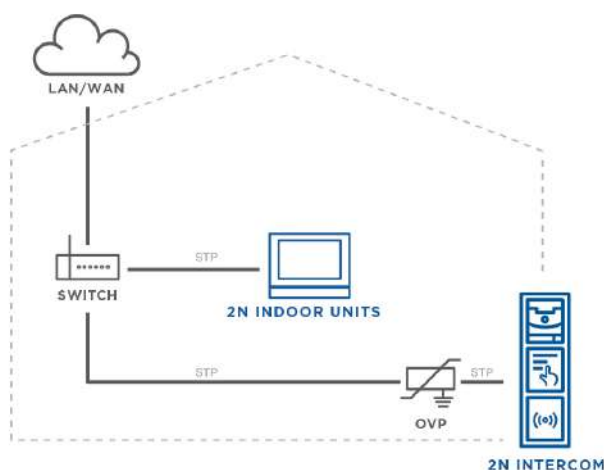 LAN/WAN
STP
SWITCH
2N INDOOR UNITS
STP
STP
OVP
2N INTERCOM